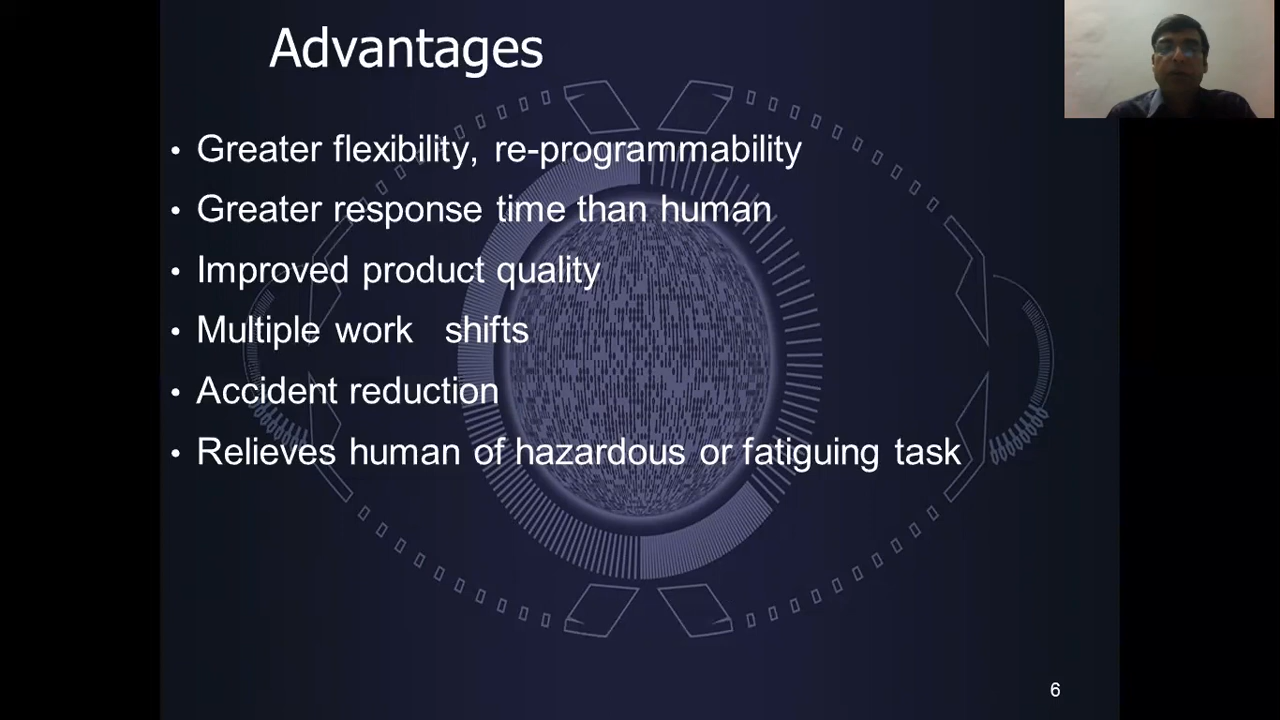 Advantages
• Greater flexibility, re-programmability
• Greater response time than human
• Improved product quality
• Multiple work shifts
• Accident reduction
• Relieves human of hazardous or fatiguing task
6